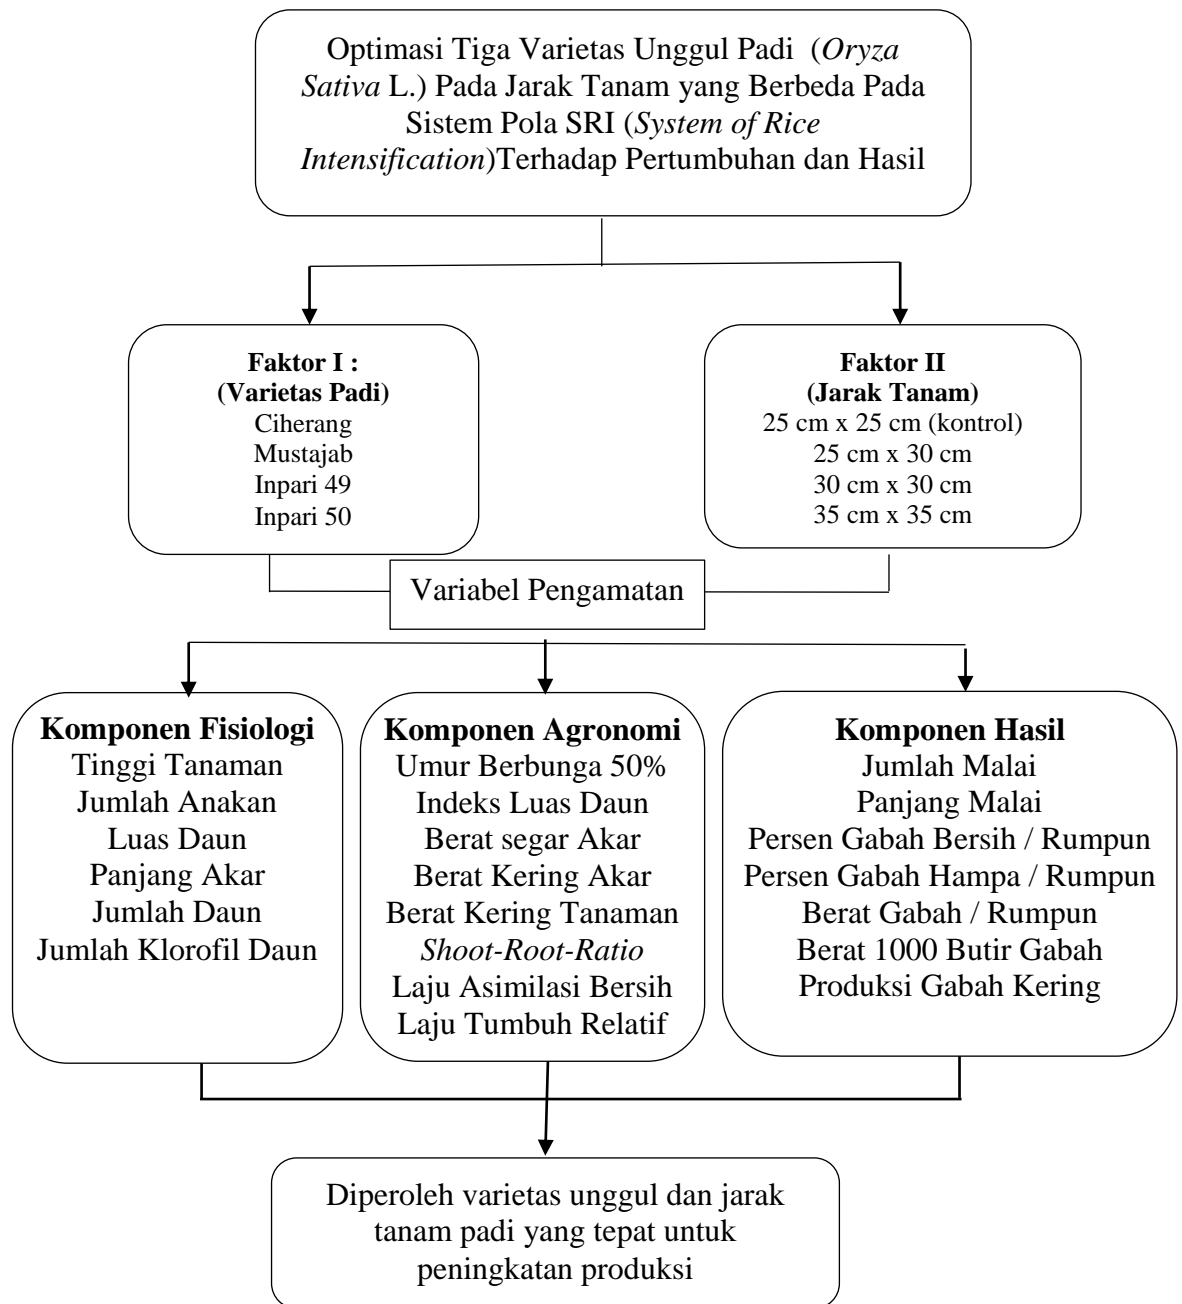 Optimasi Tiga Varietas Unggul Padi (Oryza
Sativa L.) Pada Jarak Tanam yang Berbeda Pada
Sistem Pola SRI (System of Rice
Intensification)Terhadap Pertumbuhan dan Hasil
Faktor I :
(Varietas Padi)
Ciherang
Mustajab
Inpari 49
Inpari 50
Faktor II
(Jarak Tanam)
25 cm x 25 cm (kontrol)
25 cm x 30 cm
30 cm x 30 cm
35 cm x 35 cm
Variabel Pengamatan
Komponen Fisiologi
Tinggi Tanaman
Jumlah Anakan
Luas Daun
Panjang Akar
Jumlah Daun
Jumlah Klorofil Daun
Komponen Agronomi
Umur Berbunga 50%
Indeks Luas Daun
Berat segar Akar
Berat Kering Akar
Berat Kering Tanaman
Shoot-Root-Ratio
Laju Asimilasi Bersih
Laju Tumbuh Relatif
Komponen Hasil
Jumlah Malai
Panjang Malai
Persen Gabah Bersih / Rumpun
Persen Gabah Hampa / Rumpun
Berat Gabah / Rumpun
Berat 1000 Butir Gabah
Produksi Gabah Kering
Diperoleh varietas unggul dan jarak
tanam padi yang tepat untuk
peningkatan produksi